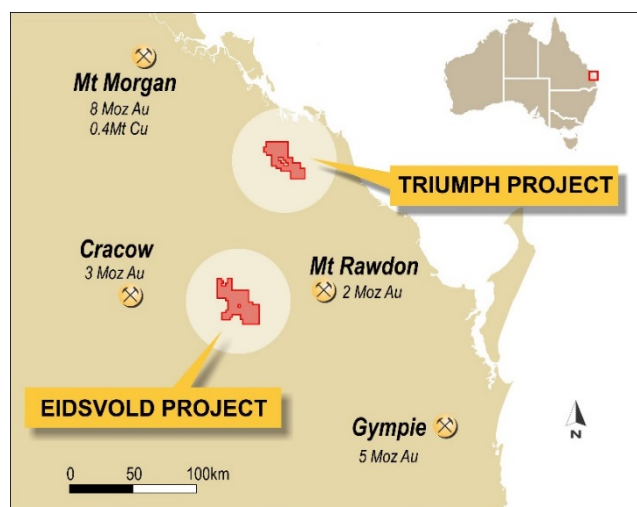 Mt Morgan
8 Moz Au
0.4Mt Cu
TRIUMPH PROJECT
Cracow
3 Moz Au
Mt Rawdon
2 Moz Au
EIDSVOLD PROJECT
Gympie
5 Moz Au
N
0 50 100km